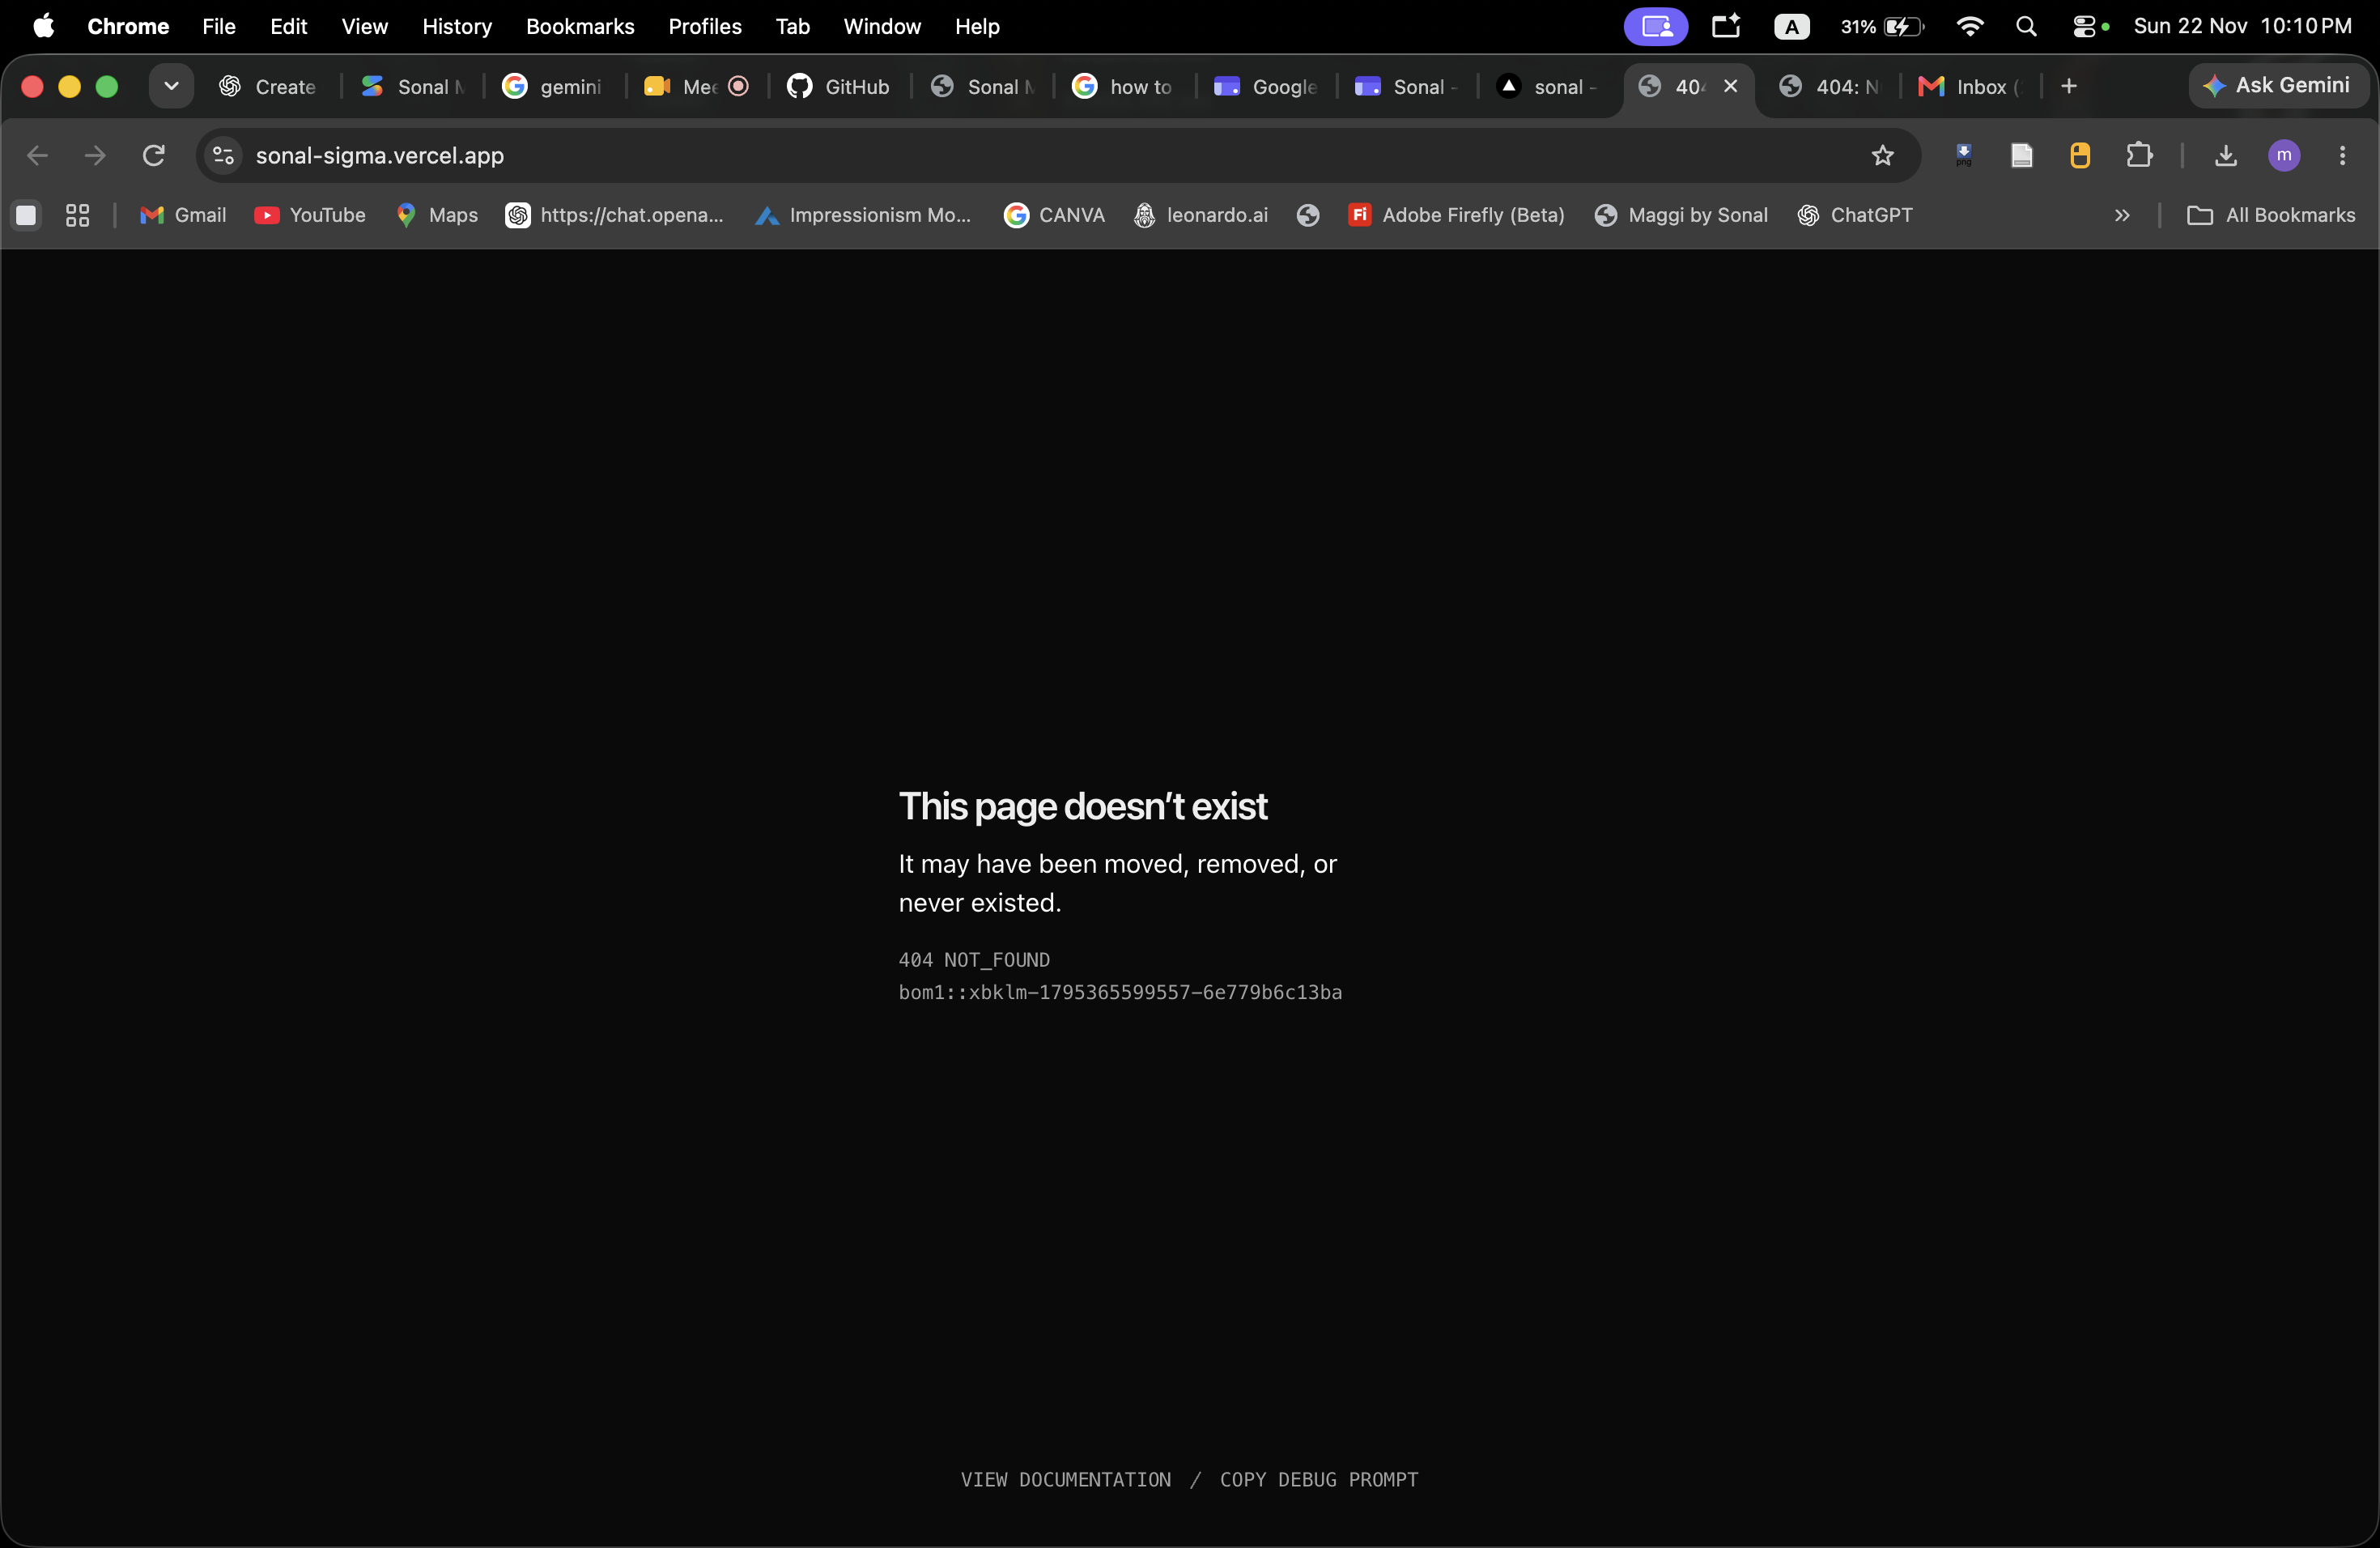 Chrome File Edit View History Bookmarks Profiles Tab Window Help A 31% Sun 22 Nov 10:10 PM
Create Sonal M gemini Mee GitHub Sonal M how to Google Sonal - sonal - 404 404: N Inbox ( + Ask Gemini
sonal-sigma.vercel.app png m
Gmail YouTube Maps https://chat.opena... Impressionism Mo... CANVA leonardo.ai Fi Adobe Firefly (Beta) Maggi by Sonal ChatGPT » All Bookmarks
This page doesn’t exist
It may have been moved, removed, or
never existed.
404 NOT_FOUND
bom1::xbklm-1795365599557-6e779b6c13ba
VIEW DOCUMENTATION / COPY DEBUG PROMPT